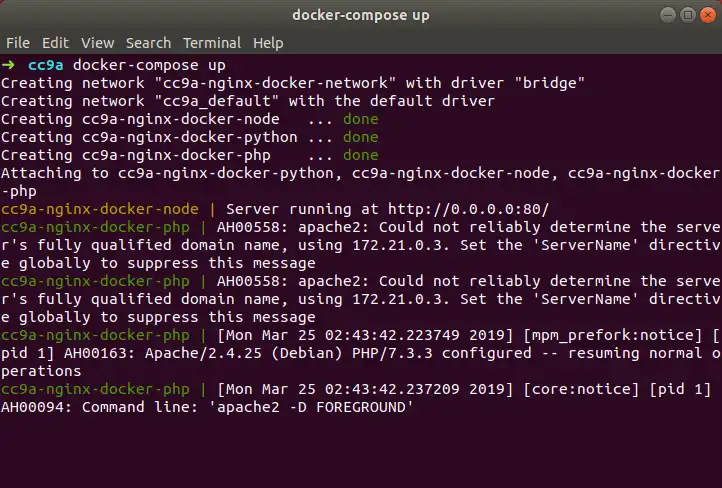 docker-compose up
File Edit View Search Terminal Help
➜ cc9a docker-compose up
Creating network "cc9a-nginx-docker-network" with driver "bridge"
Creating network "cc9a_default" with the default driver
Creating cc9a-nginx-docker-node   ... done
Creating cc9a-nginx-docker-python ... done
Creating cc9a-nginx-docker-php    ... done
Attaching to cc9a-nginx-docker-python, cc9a-nginx-docker-node, cc9a-nginx-docker
-php
cc9a-nginx-docker-node | Server running at http://0.0.0.0:80/
cc9a-nginx-docker-php | AH00558: apache2: Could not reliably determine the serve
r's fully qualified domain name, using 172.21.0.3. Set the 'ServerName' directiv
e globally to suppress this message
cc9a-nginx-docker-php | AH00558: apache2: Could not reliably determine the serve
r's fully qualified domain name, using 172.21.0.3. Set the 'ServerName' directiv
e globally to suppress this message
cc9a-nginx-docker-php | [Mon Mar 25 02:43:42.223749 2019] [mpm_prefork:notice] [
pid 1] AH00163: Apache/2.4.25 (Debian) PHP/7.3.3 configured -- resuming normal o
perations
cc9a-nginx-docker-php | [Mon Mar 25 02:43:42.237209 2019] [core:notice] [pid 1]
AH00094: Command line: 'apache2 -D FOREGROUND'